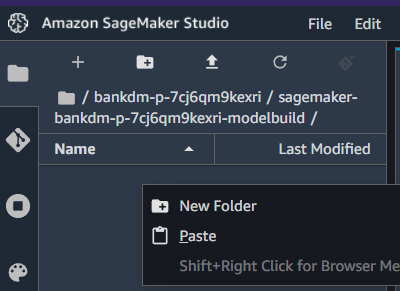 Amazon SageMaker Studio File Edit
/ bankdm-p-7cj6qm9kexri / sagemaker-
bankdm-p-7cj6qm9kexri-modelbuild /
Name Last Modified
New Folder
Paste
Shift+Right Click for Browser Me